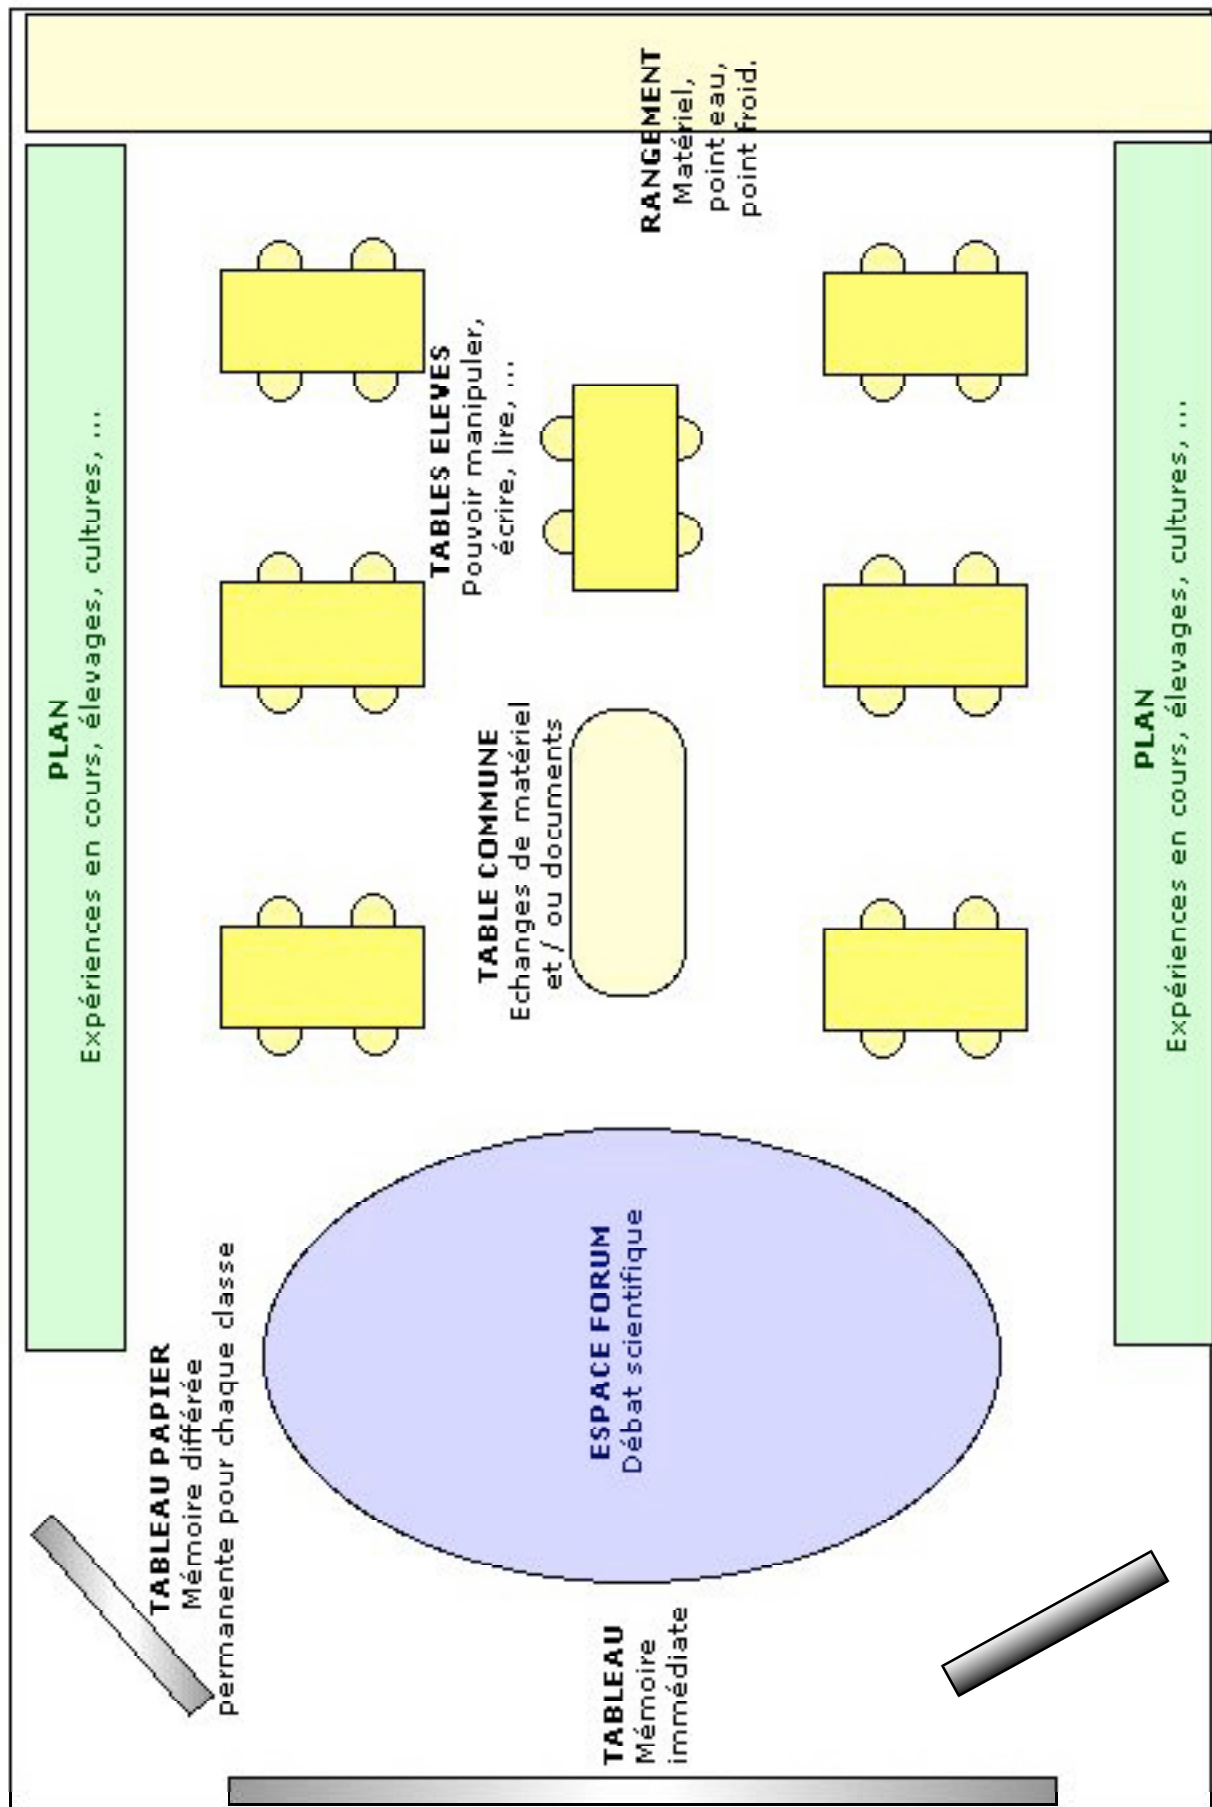 PLAN
Expériences en cours, élevages, cultures, ...
TABLEAU PAPIER
Mémoire différée
permanente pour chaque classe
TABLES ELEVES
Pouvoir manipuler,
écrire, lire, ...
TABLE COMMUNE
Echanges de matériel
et / ou documents
RANGEMENT
Matériel,
point eau,
point froid.
ESPACE FORUM
Débat scientifique
TABLEAU
Mémoire
immédiate
PLAN
Expériences en cours, élevages, cultures, ...